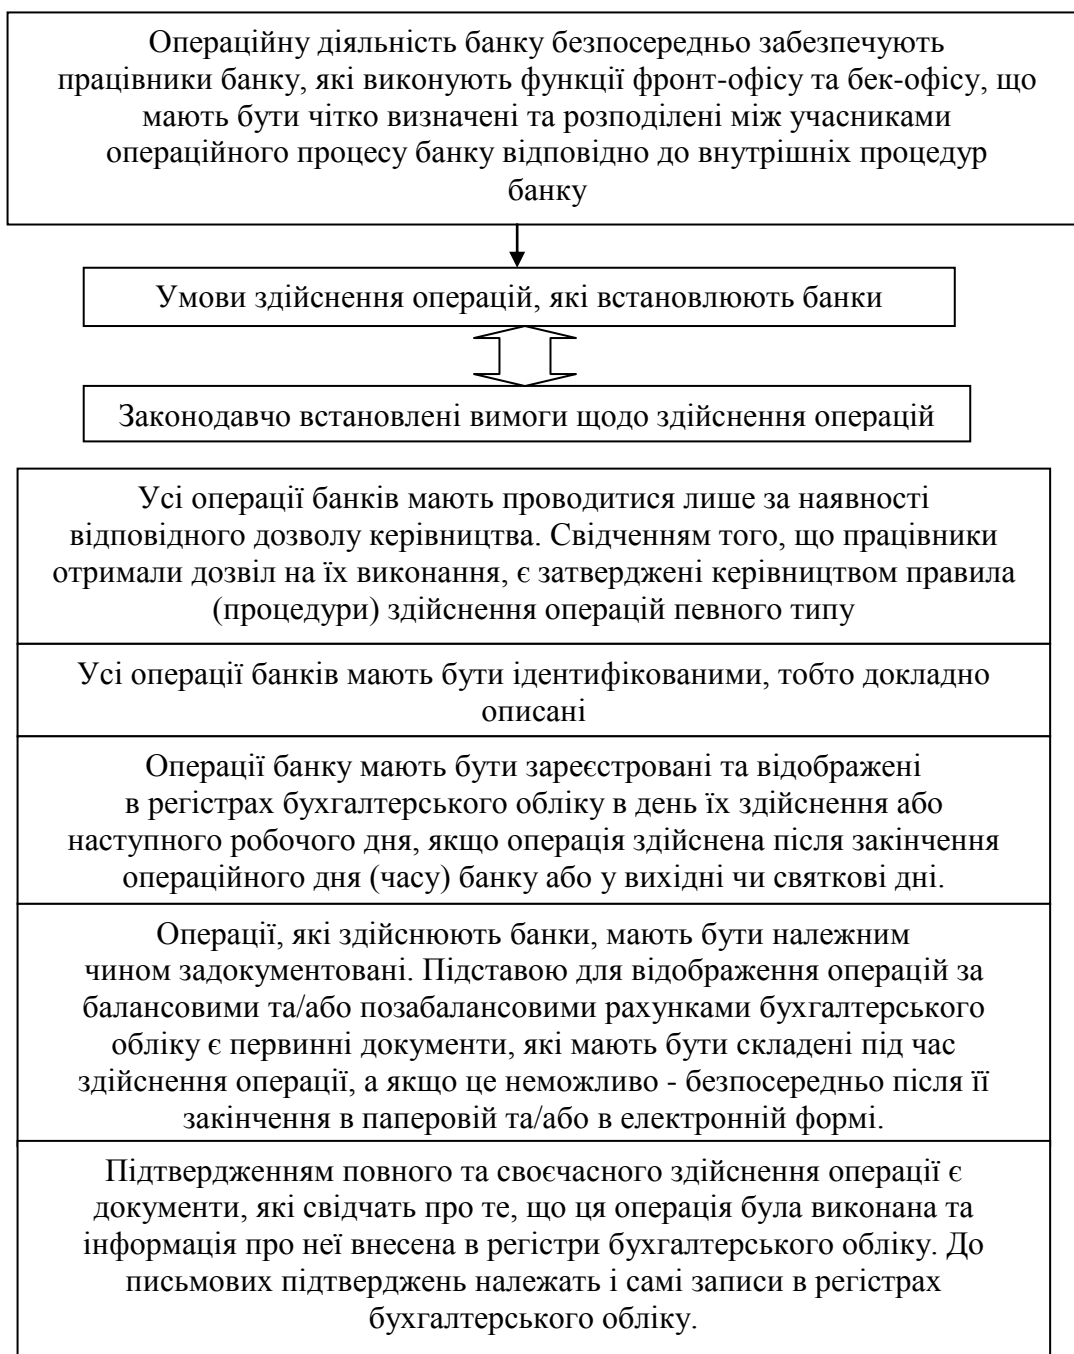 Операційну діяльність банку безпосередньо забезпечують
працівники банку, які виконують функції фронт-офісу та бек-офісу, що
мають бути чітко визначені та розподілені між учасниками
операційного процесу банку відповідно до внутрішніх процедур
банку
Умови здійснення операцій, які встановлюють банки
Законодавчо встановлені вимоги щодо здійснення операцій
Усі операції банків мають проводитися лише за наявності
відповідного дозволу керівництва. Свідченням того, що працівники
отримали дозвіл на їх виконання, є затверджені керівництвом правила
(процедури) здійснення операцій певного типу
Усі операції банків мають бути ідентифікованими, тобто докладно
описані
Операції банку мають бути зареєстровані та відображені
в регістрах бухгалтерського обліку в день їх здійснення або
наступного робочого дня, якщо операція здійснена після закінчення
операційного дня (часу) банку або у вихідні чи святкові дні.
Операції, які здійснюють банки, мають бути належним
чином задокументовані. Підставою для відображення операцій за
балансовими та/або позабалансовими рахунками бухгалтерського
обліку є первинні документи, які мають бути складені під час
здійснення операції, а якщо це неможливо - безпосередньо після її
закінчення в паперовій та/або в електронній формі.
Підтвердженням повного та своєчасного здійснення операції є
документи, які свідчать про те, що ця операція була виконана та
інформація про неї внесена в регістри бухгалтерського обліку. До
письмових підтверджень належать і самі записи в регістрах
бухгалтерського обліку.